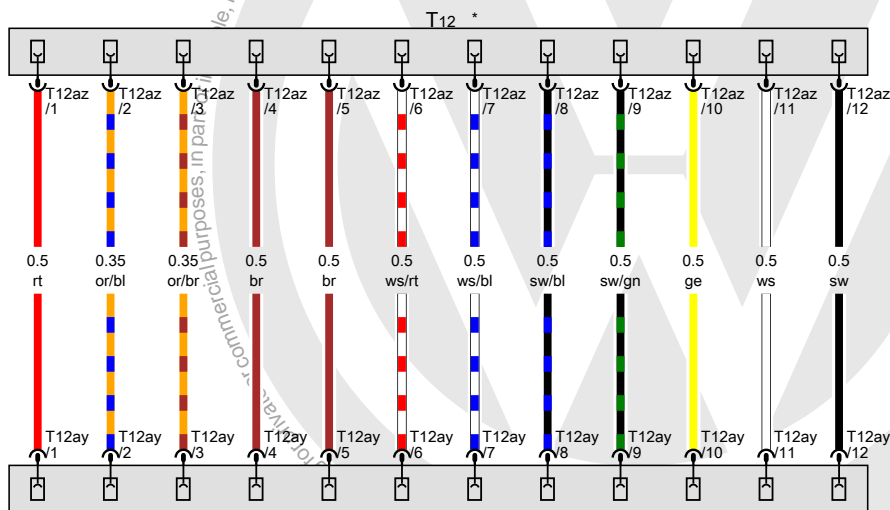 T12 *
T12az T12az T12az T12az T12az T12az T12az T12az T12az T12az T12az T12az
/1 /2 /3 /4 /5 /6 /7 /8 /9 /10 /11 /12
0.5 0.35 0.35 0.5 0.5 0.5 0.5 0.5 0.5 0.5 0.5 0.5
rt or/bl or/br br br ws/rt ws/bl sw/bl sw/gn ge ws sw
T12ay T12ay T12ay T12ay T12ay T12ay T12ay T12ay T12ay T12ay T12ay T12ay
/1 /2 /3 /4 /5 /6 /7 /8 /9 /10 /11 /12
commercial purposes, in part or in